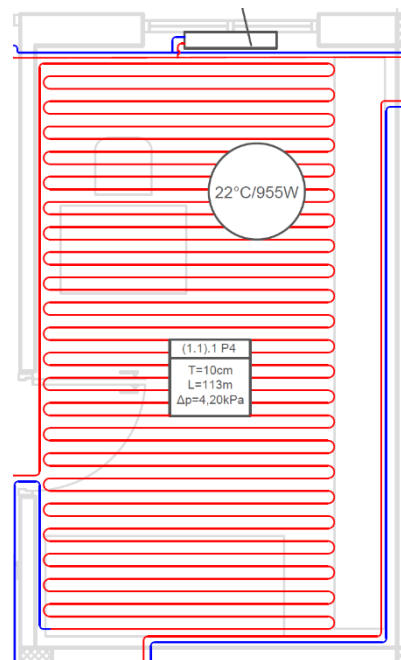 22°C/955W
(1.1).1 P4
T=10cm
L=113m
Δp=4,20kPa